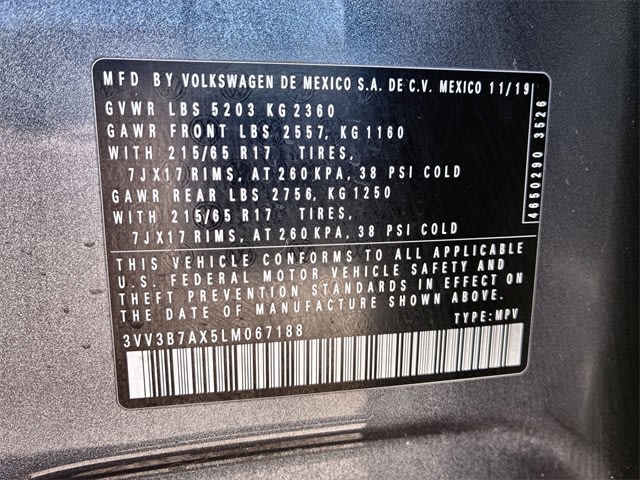 MFD BY VOLKSWAGEN DE MEXICO S.A. DE C.V. MEXICO 11/19
GVWR LBS 5203 KG 2360
GAWR FRONT LBS 2557, KG 1160
WITH 215/65 R17 TIRES,
7JX17 RIMS, AT 260 KPA, 38 PSI COLD
GAWR REAR LBS 2756, KG 1250
WITH 215/65 R17 TIRES,
7JX17 RIMS, AT 260 KPA, 38 PSI COLD
4650290 3526
THIS VEHICLE CONFORMS TO ALL APPLICABLE
U.S. FEDERAL MOTOR VEHICLE SAFETY AND
THEFT PREVENTION STANDARDS IN EFFECT ON
THE DATE OF MANUFACTURE SHOWN ABOVE.
3VV3B7AX5LM067188 TYPE:MPV